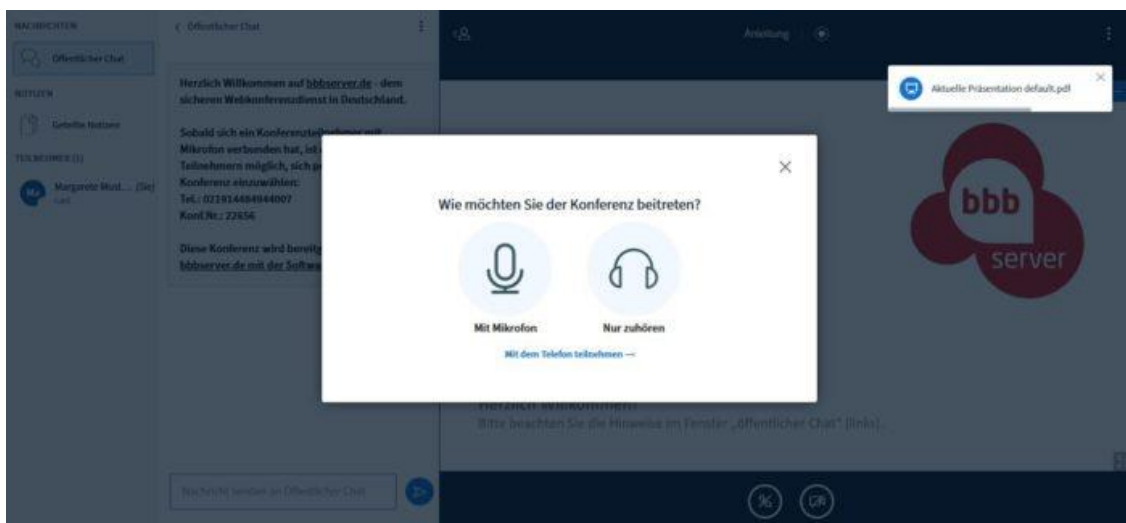 NACHRICHTEN
Öffentlicher Chat
NOTIZEN
Geteilte Notizen
TEILNEHMER (1)
Margarete Must... (Sie)
Öffentlicher Chat
Herzlich Willkommen auf bbbserver.de - dem
sicheren Webkonferenzdienst in Deutschland.
Sobald sich ein Konferenzteilnehmer mit
Mikrofon verbunden hat, ist
Teilnehmern möglich, sich
Konferenz einzuwählen:
Tel.:
Konf.Nr.: 22656
Diese Konferenz wird
bbbserver.de mit der
Nachricht senden an Öffentlicher Chat
Anleitung
Aktuelle Präsentation default.pdf
bbb
server
Wie möchten Sie der Konferenz beitreten?
Mit Mikrofon
Nur zuhören
Mit dem Telefon teilnehmen
Herzlich Willkommen!
Bitte beachten Sie die Hinweise im Fenster „öffentlicher Chat“ (links).